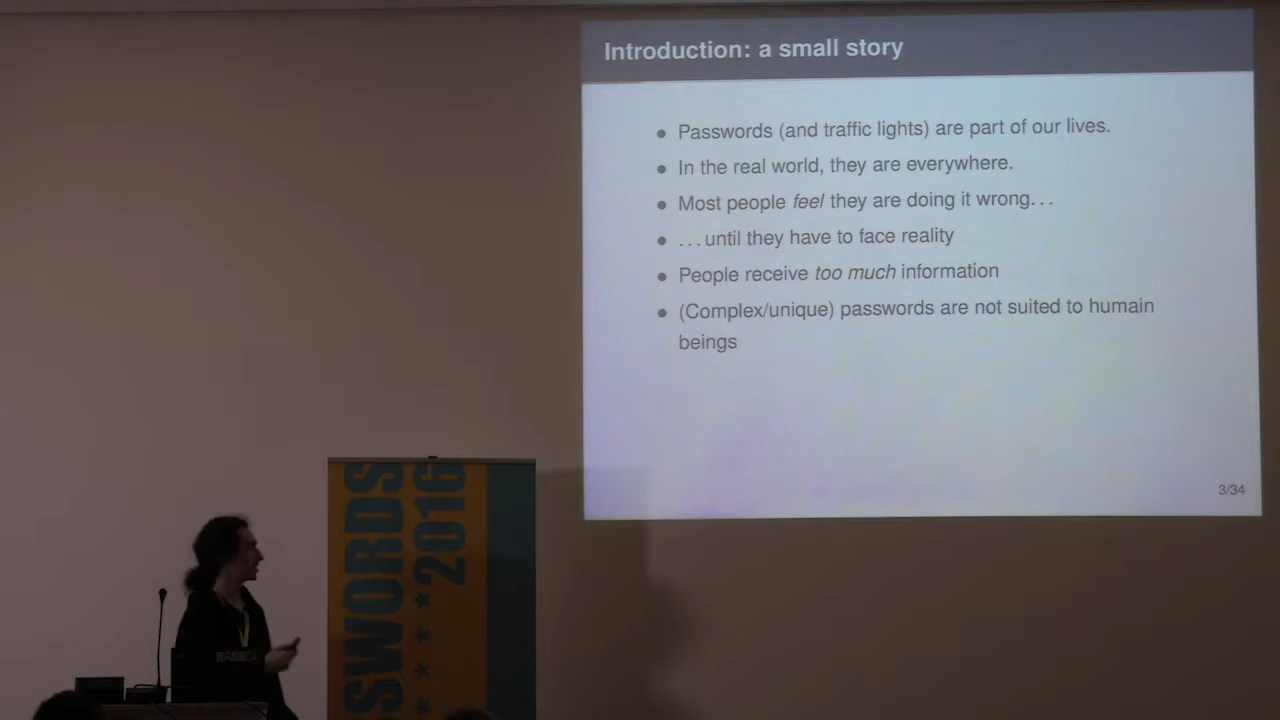 Introduction: a small story
• Passwords (and traffic lights) are part of our lives.
• In the real world, they are everywhere.
• Most people feel they are doing it wrong...
• ...until they have to face reality
• People receive too much information
• (Complex/unique) passwords are not suited to human
beings
3/34
SSWORDS
* * * *2016